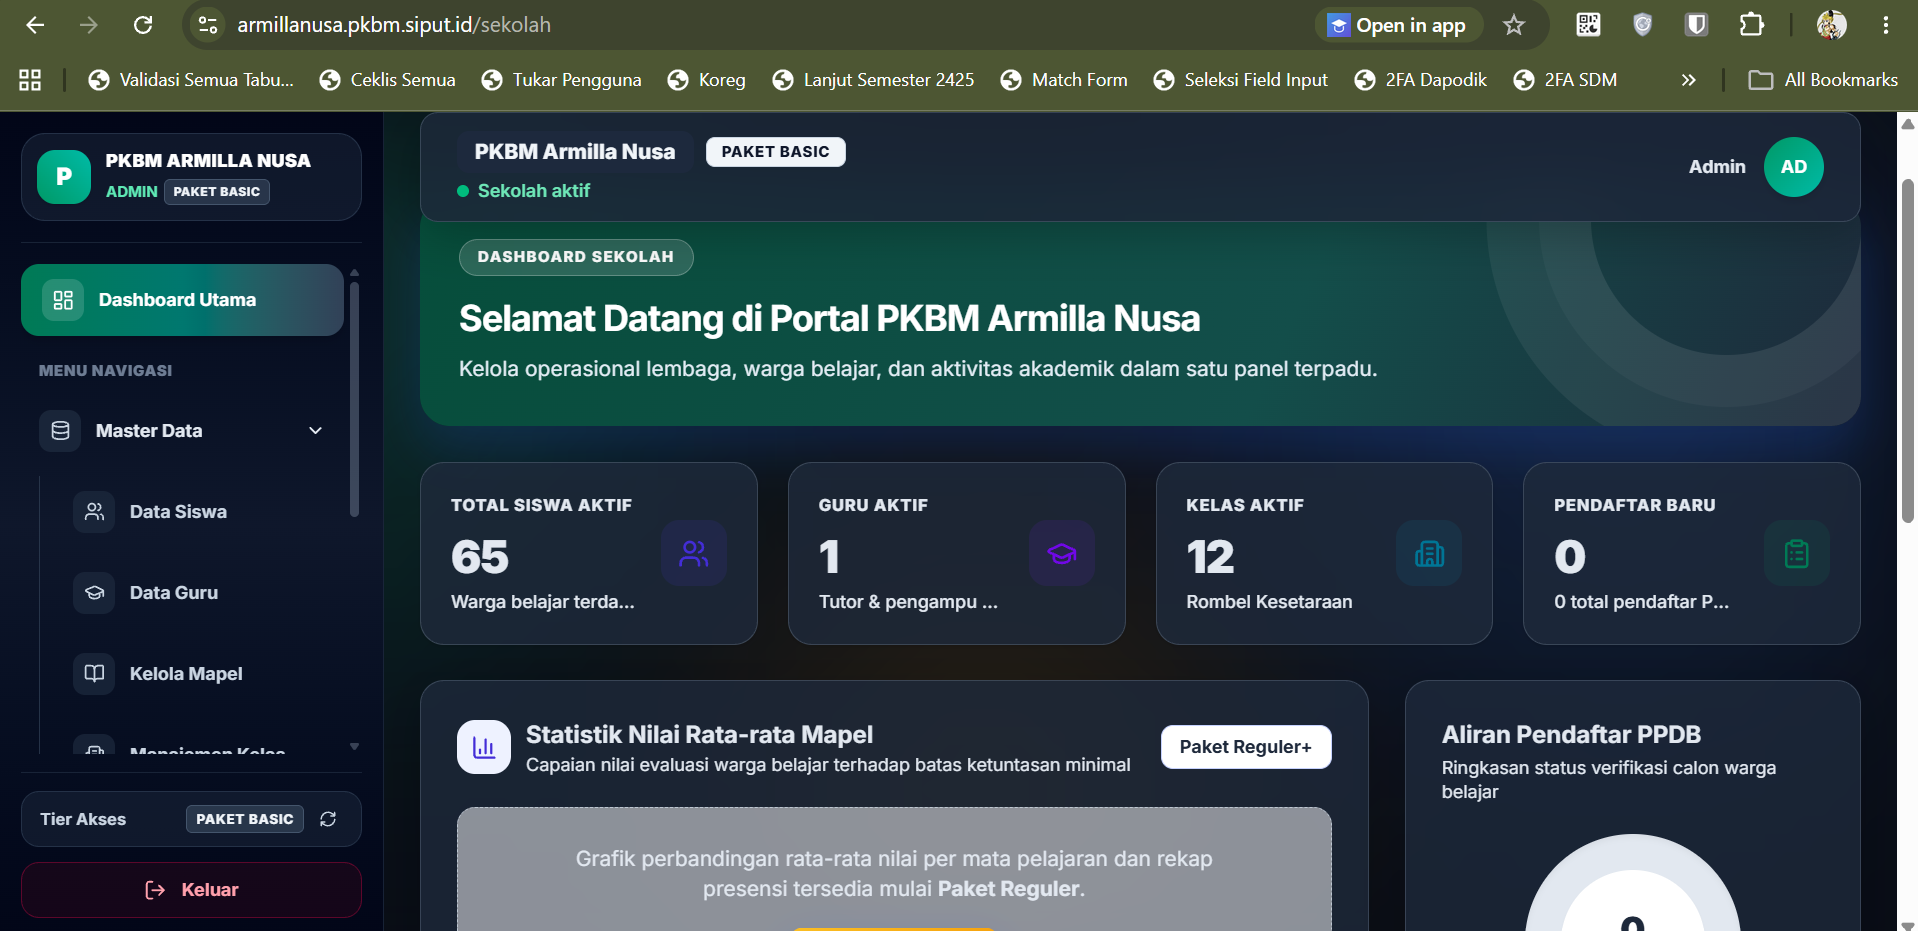 armillanusa.pkbm.siput.id/sekolah
Open in app
Validasi Semua Tabu...
Ceklis Semua
Tukar Pengguna
Koreg
Lanjut Semester 2425
Match Form
Seleksi Field Input
2FA Dapodik
2FA SDM
All Bookmarks
P
PKBM ARMILLA NUSA
ADMIN PAKET BASIC
Dashboard Utama
MENU NAVIGASI
Master Data
Data Siswa
Data Guru
Kelola Mapel
Manajemen Kelas
Tier Akses PAKET BASIC
Keluar
PKBM Armilla Nusa PAKET BASIC
Sekolah aktif
Admin AD
DASHBOARD SEKOLAH
Selamat Datang di Portal PKBM Armilla Nusa
Kelola operasional lembaga, warga belajar, dan aktivitas akademik dalam satu panel terpadu.
TOTAL SISWA AKTIF
65
Warga belajar terda...
GURU AKTIF
1
Tutor & pengampu ...
KELAS AKTIF
12
Rombel Kesetaraan
PENDAFTAR BARU
0
0 total pendaftar P...
Statistik Nilai Rata-rata Mapel
Capaian nilai evaluasi warga belajar terhadap batas ketuntasan minimal
Paket Reguler+
Grafik perbandingan rata-rata nilai per mata pelajaran dan rekap
presensi tersedia mulai Paket Reguler.
Aliran Pendaftar PPDB
Ringkasan status verifikasi calon warga
belajar
0